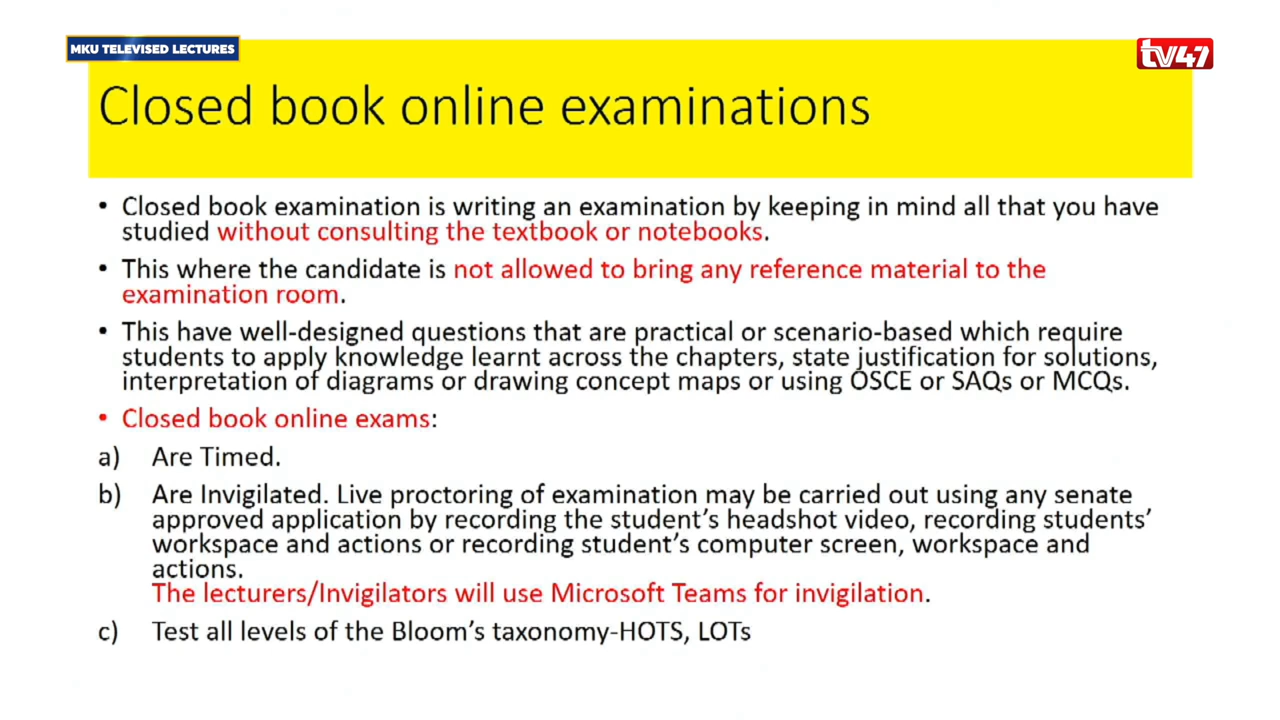 MKU TELEVISED LECTURES
tv47
Closed book online examinations
• Closed book examination is writing an examination by keeping in mind all that you have
studied without consulting the textbook or notebooks.
• This where the candidate is not allowed to bring any reference material to the
examination room.
• This have well-designed questions that are practical or scenario-based which require
students to apply knowledge learnt across the chapters, state justification for solutions,
interpretation of diagrams or drawing concept maps or using OSCE or SAQs or MCQs.
• Closed book online exams:
a) Are Timed.
b) Are Invigilated. Live proctoring of examination may be carried out using any senate
approved application by recording the student’s headshot video, recording students’
workspace and actions or recording student’s computer screen, workspace and
actions.
The lecturers/Invigilators will use Microsoft Teams for invigilation.
c) Test all levels of the Bloom’s taxonomy-HOTS, LOTs